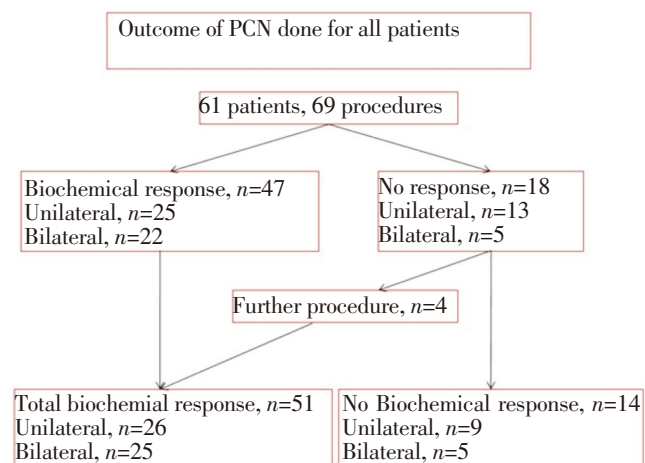 Outcome of PCN done for all patients
61 patients, 69 procedures
Biochemical response, n=47
Unilateral, n=25
Bilateral, n=22
No response, n=18
Unilateral, n=13
Bilateral, n=5
Further procedure, n=4
Total biochemial response, n=51
Unilateral, n=26
Bilateral, n=25
No Biochemical response, n=14
Unilateral, n=9
Bilateral, n=5